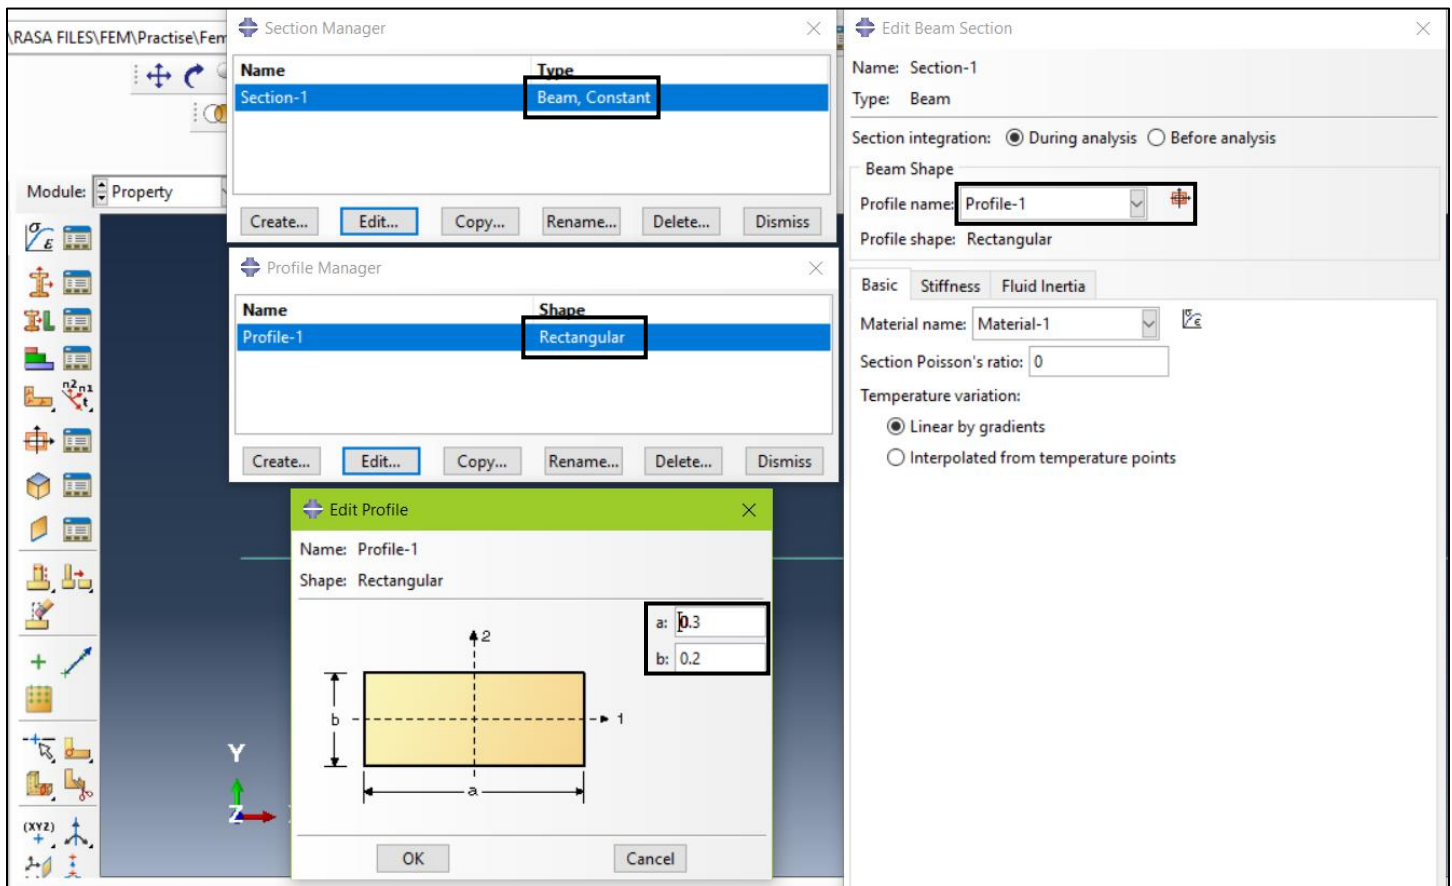 \RASA FILES\FEM\Practise\Fem
Module: Property
(XYZ)
n2 n1
t
Y
Z
Section Manager
Name Type
Section-1 Beam, Constant
Create... Edit... Copy... Rename... Delete... Dismiss
Profile Manager
Name Shape
Profile-1 Rectangular
Create... Edit... Copy... Rename... Delete... Dismiss
Edit Profile
Name: Profile-1
Shape: Rectangular
a: 0.3
b: 0.2
2
b
1
a
OK Cancel
Edit Beam Section
Name: Section-1
Type: Beam
Section integration: During analysis Before analysis
Beam Shape
Profile name: Profile-1
Profile shape: Rectangular
Basic Stiffness Fluid Inertia
Material name: Material-1
Section Poisson's ratio: 0
Temperature variation:
Linear by gradients
Interpolated from temperature points